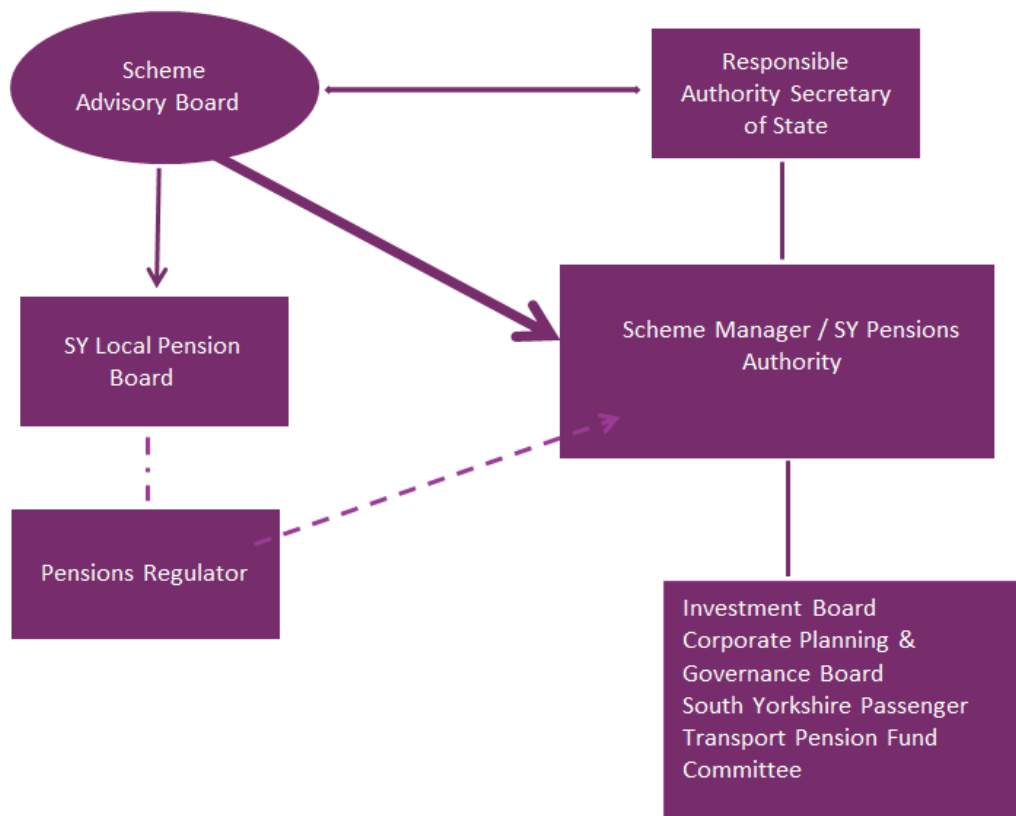 Scheme
Advisory Board
Responsible
Authority Secretary
of State
SY Local Pension
Board
Scheme Manager / SY Pensions
Authority
Pensions Regulator
Investment Board
Corporate Planning &
Governance Board
South Yorkshire Passenger
Transport Pension Fund
Committee